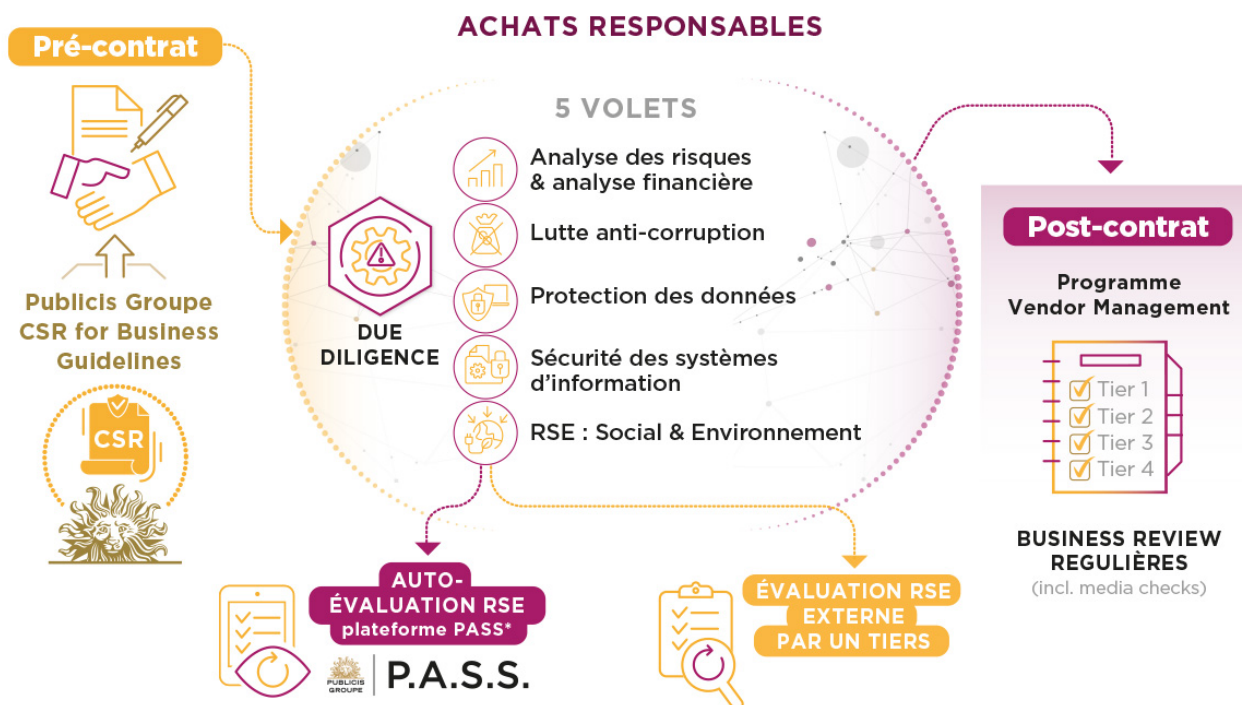 ACHATS RESPONSABLES
Pré-contrat
Publicis Groupe
CSR for Business
Guidelines
CSR
5 VOLETS
DUE
DILIGENCE
Analyse des risques
& analyse financière
Lutte anti-corruption
Protection des données
Sécurité des systèmes
d'information
RSE : Social & Environnement
AUTO-
ÉVALUATION RSE
plateforme PASS*
PUBLICIS
GROUPE
P.A.S.S.
ÉVALUATION RSE
EXTERNE
PAR UN TIERS
Post-contrat
Programme
Vendor Management
Tier 1
Tier 2
Tier 3
Tier 4
BUSINESS REVIEW
REGULIÈRES
(incl. media checks)